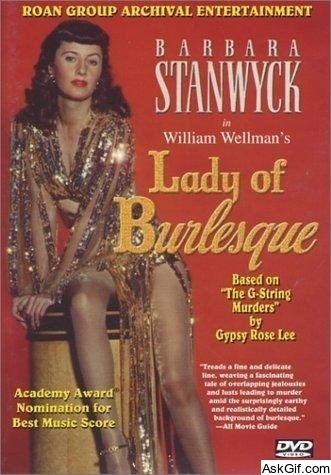 ROAN GROUP ARCHIVAL ENTERTAINMENT
BARBARA
STANWYCK
in
William Wellman's
Lady of
Burlesque
Based on
"The G-String
Murders"
by
Gypsy Rose Lee
"Treads a fine and delicate
line, weaving a fascinating
tale of overlapping jealousies
and lusts leading to murder
amid the surprisingly earthy
and realistically detailed
background of burlesque."
—All Movie Guide
Academy Award
Nomination for
Best Music Score
DVD
VIDEO
AskGif.com